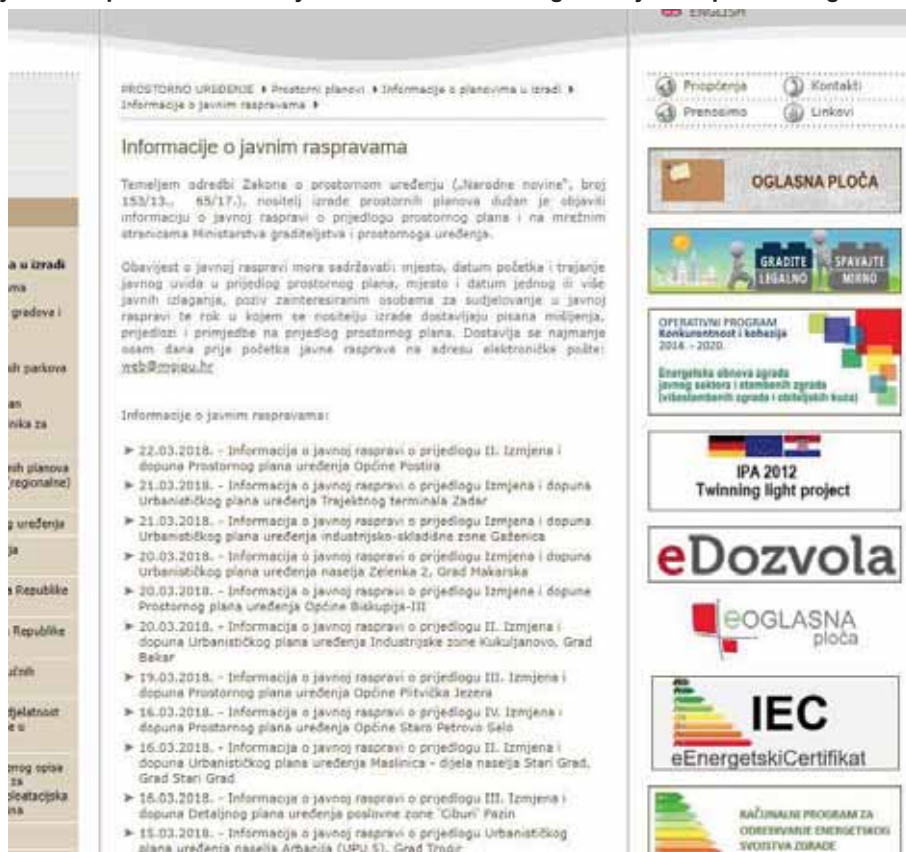 ENGLISH
PROSTORNO UREĐENJE ▸ Prostorni planovi ▸ Informacije o planovima u izradi ▸
Informacije o javnim raspravama ▸
Informacije o javnim raspravama
Temeljem odredbi Zakona o prostornom uređenju („Narodne novine", broj
153/13., 65/17.), nositelj izrade prostornih planova dužan je objaviti
informaciju o javnoj raspravi o prijedlogu prostornog plana i na mrežnim
stranicama Ministarstva graditeljstva i prostornoga uređenja.
Obavijest o javnoj raspravi mora sadržavati: mjesto, datum početka i trajanje
javnog uvida u prijedlog prostornog plana, mjesto i datum jednog ili više
javnih izlaganja, poziv zainteresiranim osobama za sudjelovanje u javnoj
raspravi te rok u kojem se nositelju izrade dostavljaju pisana mišljenja,
prijedlozi i primjedbe na prijedlog prostornog plana. Dostavlja se najmanje
osam dana prije početka javne rasprave na adresu elektroničke pošte:
web@mgipu.hr
Informacije o javnim raspravama:
➤ 22.03.2018. - Informacija o javnoj raspravi o prijedlogu II. Izmjena i
dopuna Prostornog plana uređenja Općine Postira
➤ 21.03.2018. - Informacija o javnoj raspravi o prijedlogu Izmjena i dopuna
Urbanističkog plana uređenja Trajektnog terminala Zadar
➤ 21.03.2018. - Informacija o javnoj raspravi o prijedlogu Izmjena i dopuna
Urbanističkog plana uređenja industrijsko-skladišne zone Gaženica
➤ 20.03.2018. - Informacija o javnoj raspravi o prijedlogu Izmjena i dopuna
Urbanističkog plana uređenja naselja Zelenka 2, Grad Makarska
➤ 20.03.2018. - Informacija o javnoj raspravi o prijedlogu Izmjena i dopuna
Prostornog plana uređenja Općine Biskupija-III
➤ 20.03.2018. - Informacija o javnoj raspravi o prijedlogu II. Izmjena i
dopuna Urbanističkog plana uređenja Industrijske zone Kukuljanovo, Grad
Bakar
➤ 19.03.2018. - Informacija o javnoj raspravi o prijedlogu III. Izmjena i
dopuna Prostornog plana uređenja Općine Plitvička Jezera
➤ 16.03.2018. - Informacija o javnoj raspravi o prijedlogu IV. Izmjena i
dopuna Prostornog plana uređenja Općine Staro Petrovo Selo
➤ 16.03.2018. - Informacija o javnoj raspravi o prijedlogu II. Izmjena i
dopuna Urbanističkog plana uređenja Maslinica - dijela naselja Stari Grad,
Grad Stari Grad
➤ 16.03.2018. - Informacija o javnoj raspravi o prijedlogu III. Izmjena i
dopuna Detaljnog plana uređenja poslovne zone 'Ciburi' Pazin
➤ 15.03.2018. - Informacija o javnoj raspravi o prijedlogu Urbanističkog
plana uređenja naselja Arbanija (UPU 5), Grad Trogir
a u izradi
gradova i
ih parkova
nih planova
(regionalne)
g uređenja
a Republike
Republike
djelatnost
e u
za
Priopćenja Kontakti
Prenosimo Linkovi
OGLASNA PLOČA
GRADITE SPAVAJTE
LEGALNO MIRNO
OPERATIVNI PROGRAM
Konkurentnost i kohezija
2014. - 2020.
Energetska obnova zgrada
javnog sektora i stambenih zgrada
(višestambenih zgrada i obiteljskih kuća)
IPA 2012
Twinning light project
eDozvola
eOGLASNA
ploča
IEC
eEnergetskiCertifikat
RAČUNALNI PROGRAM ZA
ODREĐIVANJE ENERGETSKOG
SVOJSTVA ZGRADE